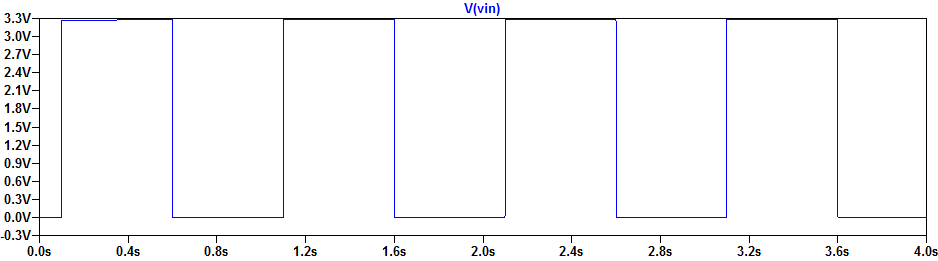 V(vin)
3.3V
3.0V
2.7V
2.4V
2.1V
1.8V
1.5V
1.2V
0.9V
0.6V
0.3V
0.0V
-0.3V
0.0s 0.4s 0.8s 1.2s 1.6s 2.0s 2.4s 2.8s 3.2s 3.6s 4.0s